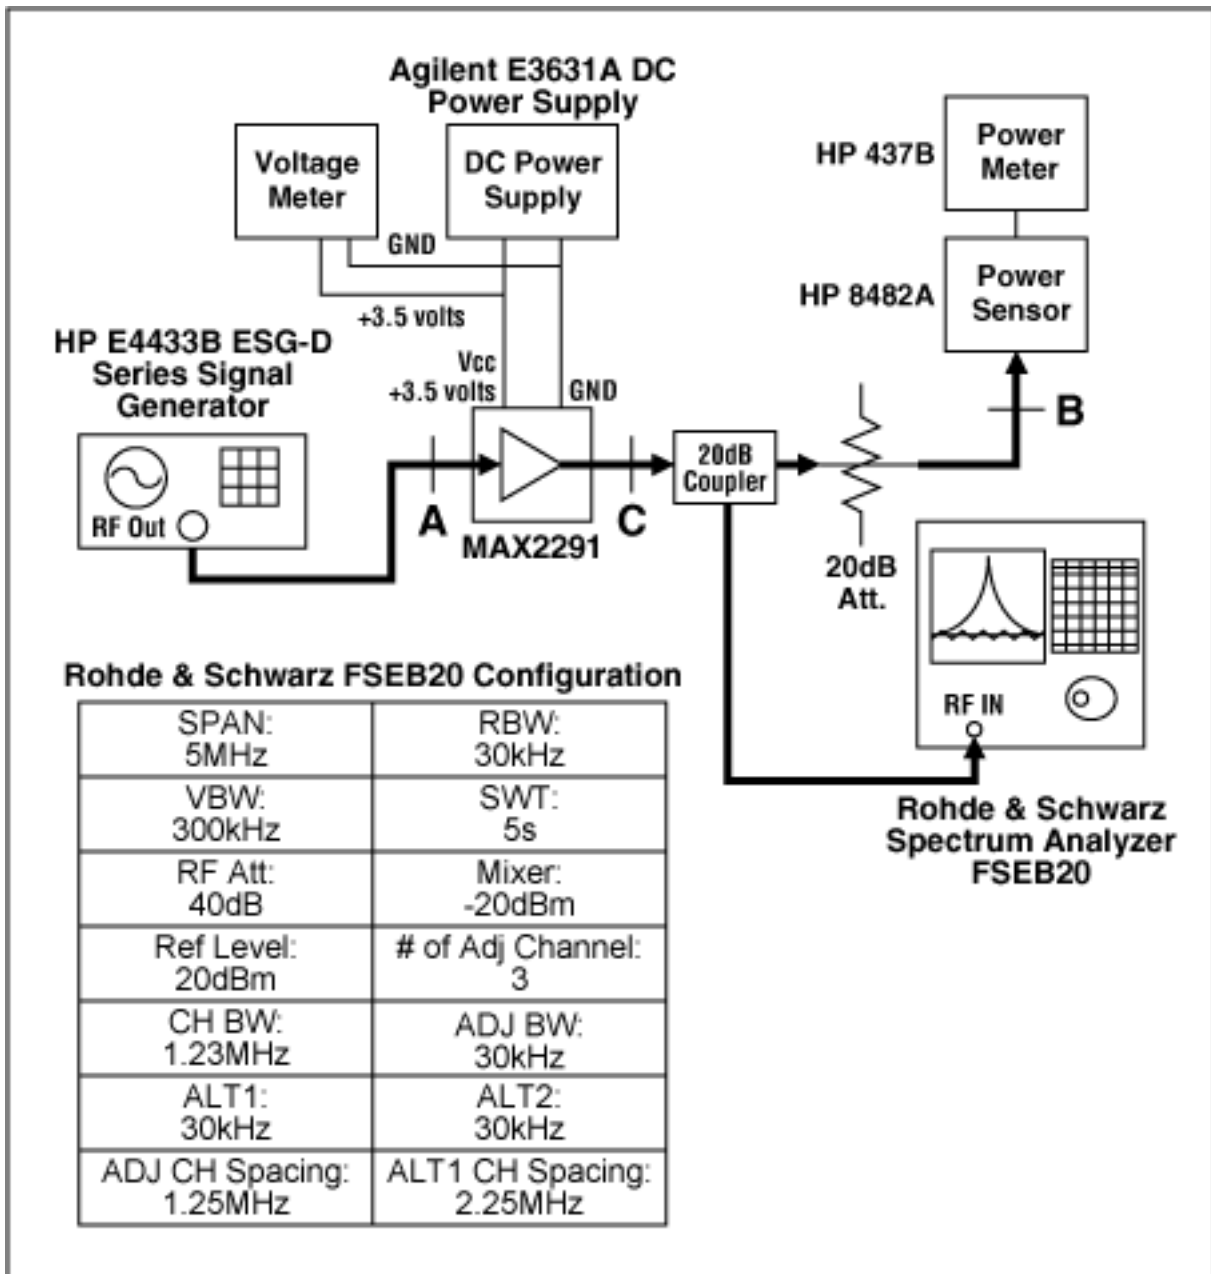 Agilent E3631A DC
Power Supply
Voltage
Meter
DC Power
Supply
GND
+3.5 volts
HP 437B
Power
Meter
HP 8482A
Power
Sensor
HP E4433B ESG-D
Series Signal
Generator
Vcc
+3.5 volts
GND
RF Out
A
MAX2291
C
20dB
Coupler
B
20dB
Att.
RF IN
Rohde & Schwarz
Spectrum Analyzer
FSEB20
Rohde & Schwarz FSEB20 Configuration
SPAN:
5MHz
RBW:
30kHz
VBW:
300kHz
SWT:
5s
RF Att:
40dB
Mixer:
-20dBm
Ref Level:
20dBm
# of Adj Channel:
3
CH BW:
1.23MHz
ADJ BW:
30kHz
ALT1:
30kHz
ALT2:
30kHz
ADJ CH Spacing:
1.25MHz
ALT1 CH Spacing:
2.25MHz